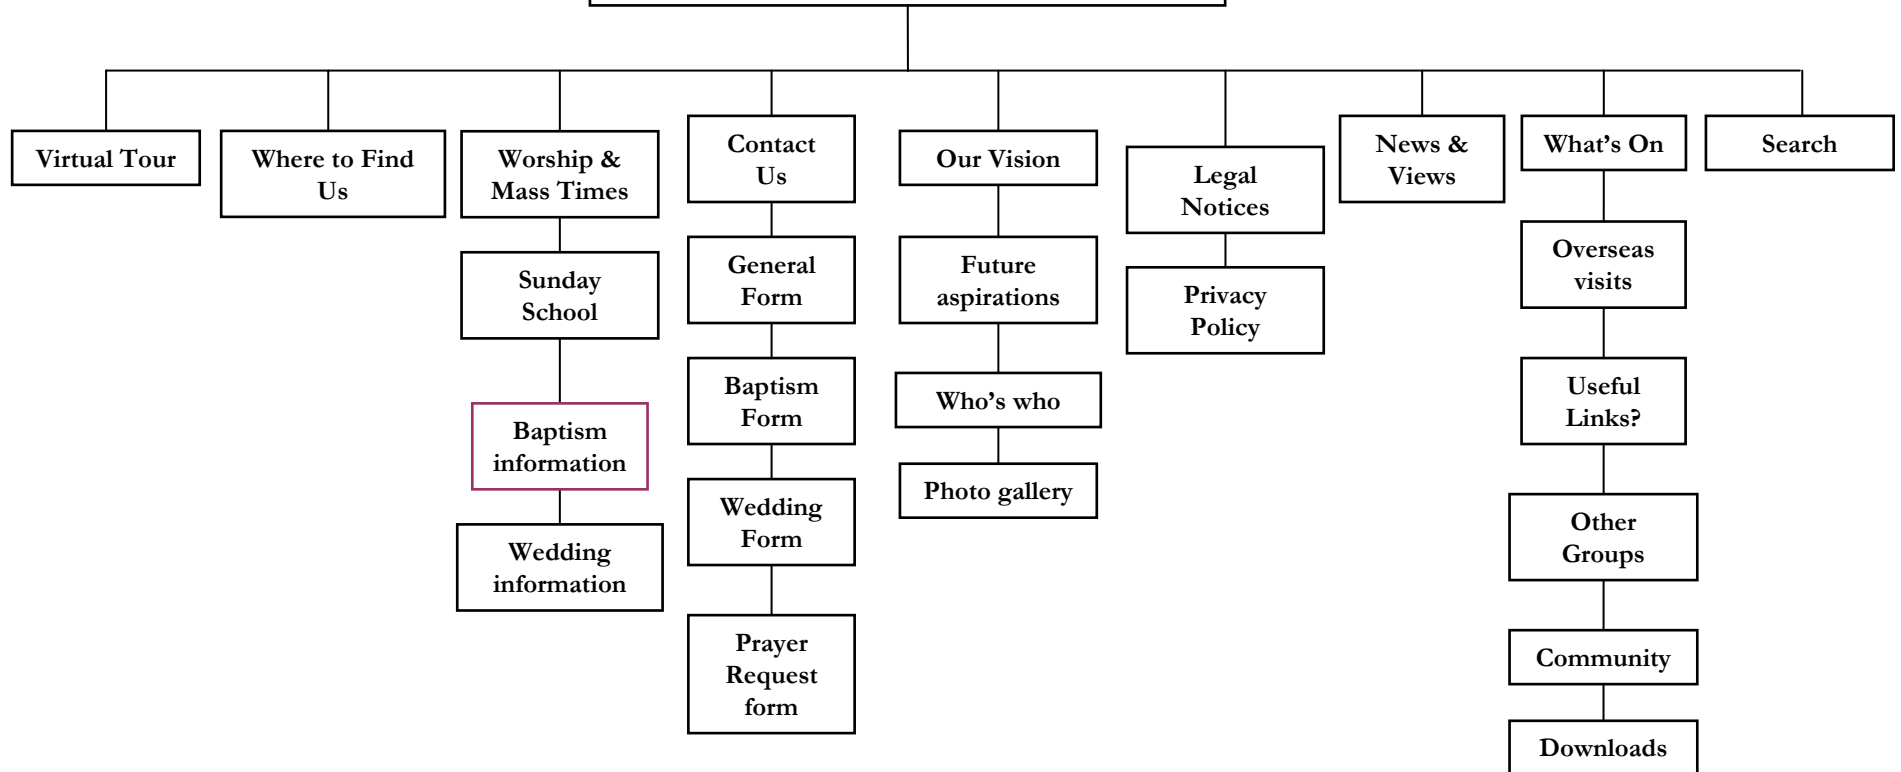 Virtual Tour
Where to Find
Us
Worship &
Mass Times
Sunday
School
Baptism
information
Wedding
information
Contact
Us
General
Form
Baptism
Form
Wedding
Form
Prayer
Request
form
Our Vision
Future
aspirations
Who's who
Photo gallery
Legal
Notices
Privacy
Policy
News &
Views
What's On
Overseas
visits
Useful
Links?
Other
Groups
Community
Downloads
Search